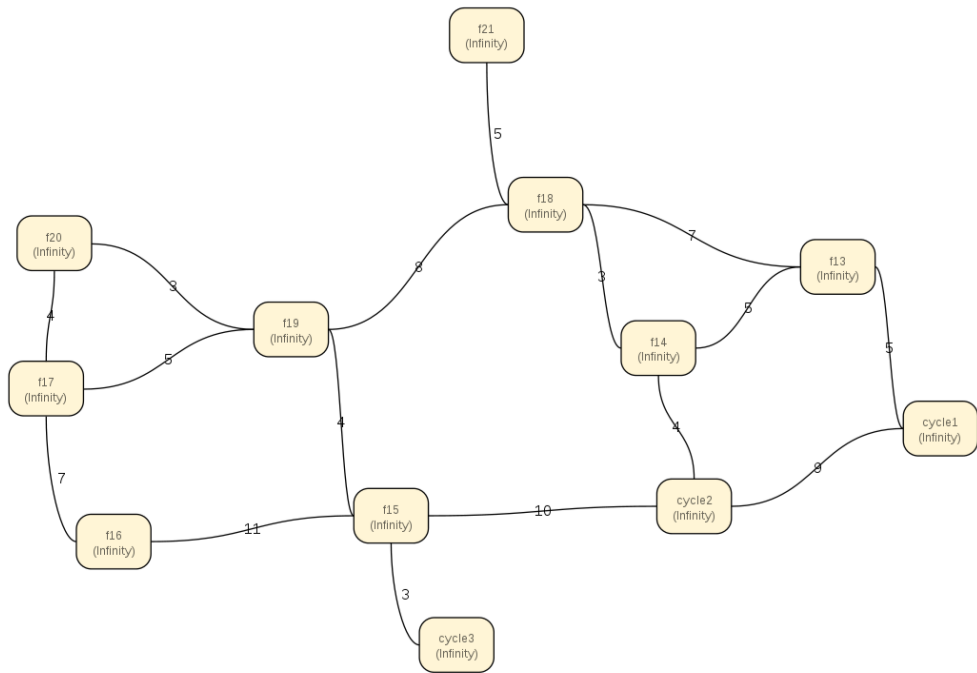 f21
(Infinity)
5
f18
(Infinity)
7
f20
(Infinity)
8
3
f13
(Infinity)
3
4
f19
(Infinity)
5
f14
(Infinity)
5
5
f17
(Infinity)
4
4
cycle1
(Infinity)
9
7
cycle2
(Infinity)
f15
(Infinity)
10
11
f16
(Infinity)
3
cycle3
(Infinity)